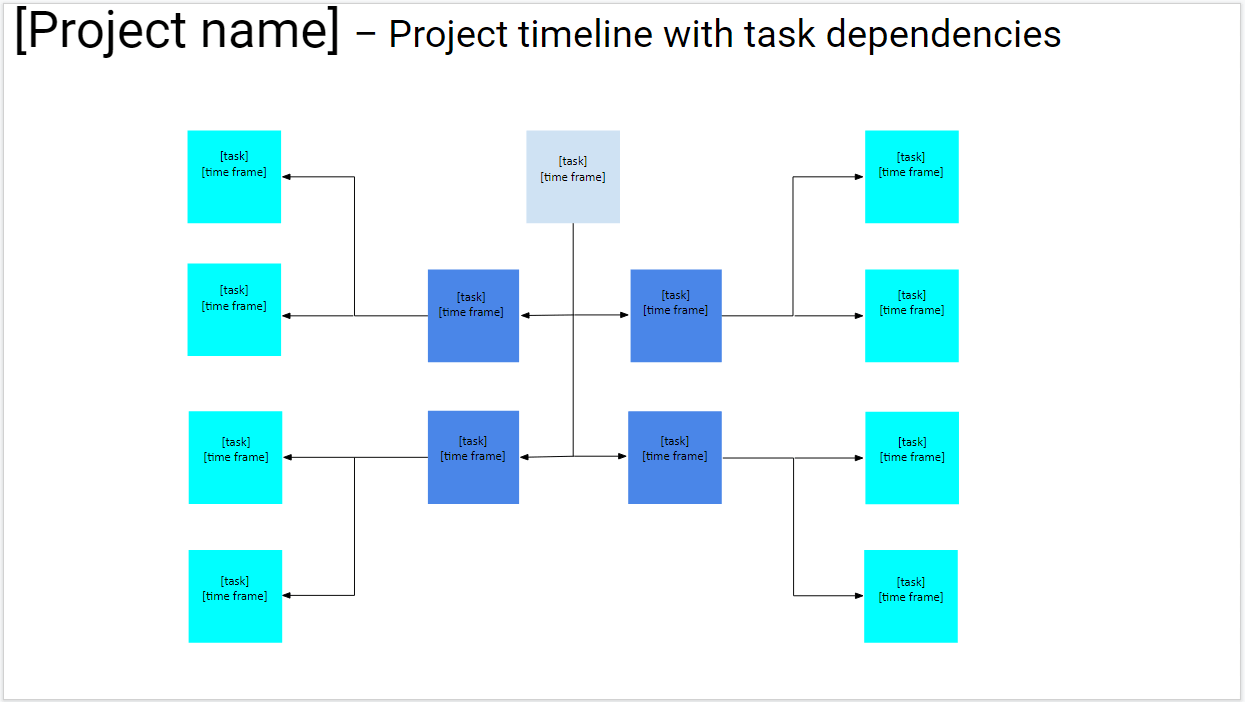 [Project name] – Project timeline with task dependencies
[task]
[time frame]
[task]
[time frame]
[task]
[time frame]
[task]
[time frame]
[task]
[time frame]
[task]
[time frame]
[task]
[time frame]
[task]
[time frame]
[task]
[time frame]
[task]
[time frame]
[task]
[time frame]
[task]
[time frame]
[task]
[time frame]